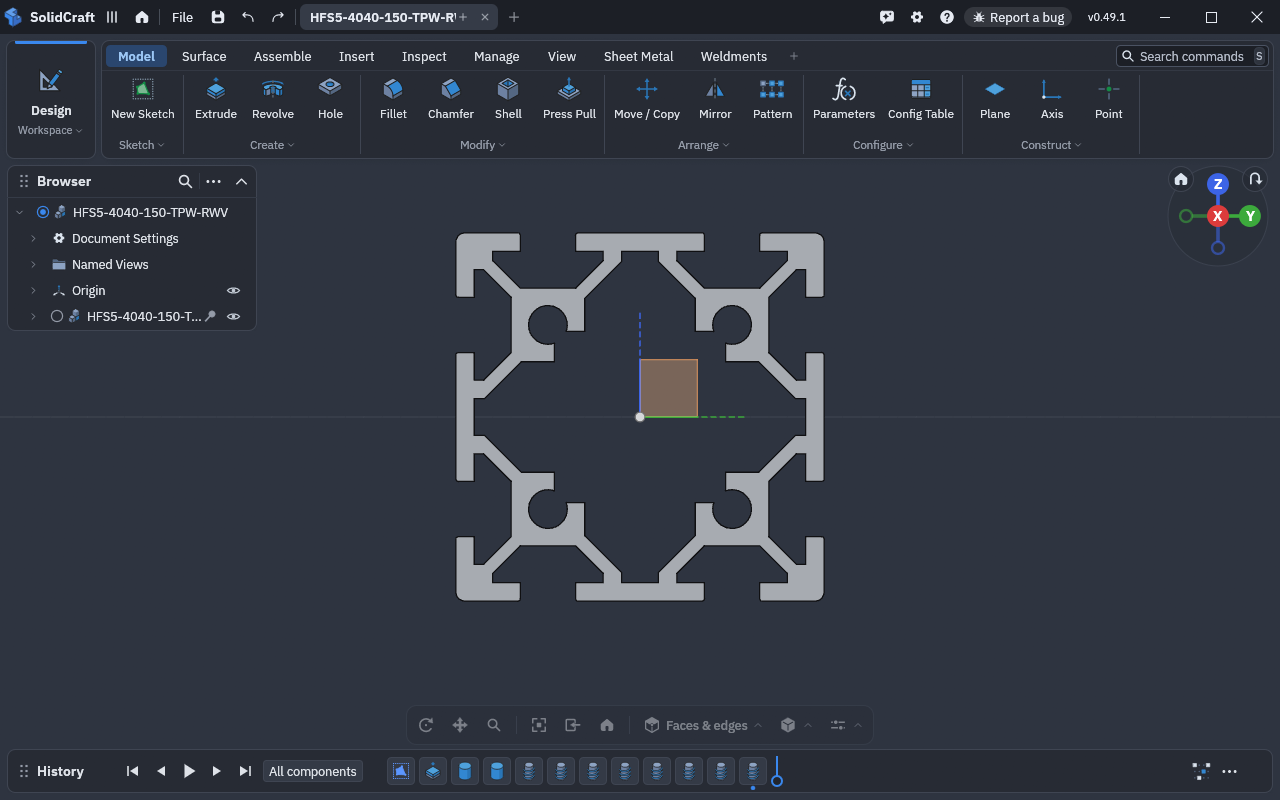 SolidCraft
File
HFS5-4040-150-TPW-RW
Report a bug
v0.49.1
Design
Workspace
Model
Surface
Assemble
Insert
Inspect
Manage
View
Sheet Metal
Weldments
Search commands
S
New Sketch
Extrude
Revolve
Hole
Fillet
Chamfer
Shell
Press Pull
Move / Copy
Mirror
Pattern
Parameters
Config Table
Plane
Axis
Point
Sketch
Create
Modify
Arrange
Configure
Construct
Browser
HFS5-4040-150-TPW-RWV
Document Settings
Named Views
Origin
HFS5-4040-150-T...
Z
X
Y
Faces & edges
History
All components